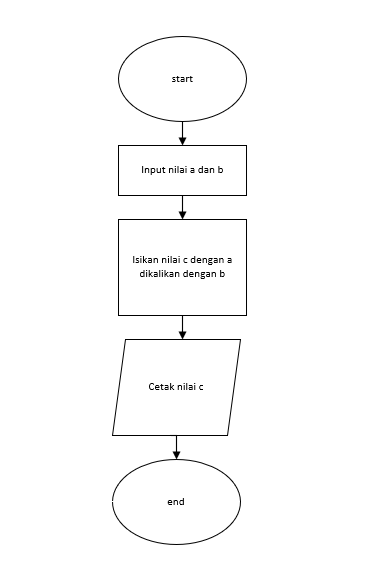 start
Input nilai a dan b
Isikan nilai c dengan a
dikalikan dengan b
Cetak nilai c
end